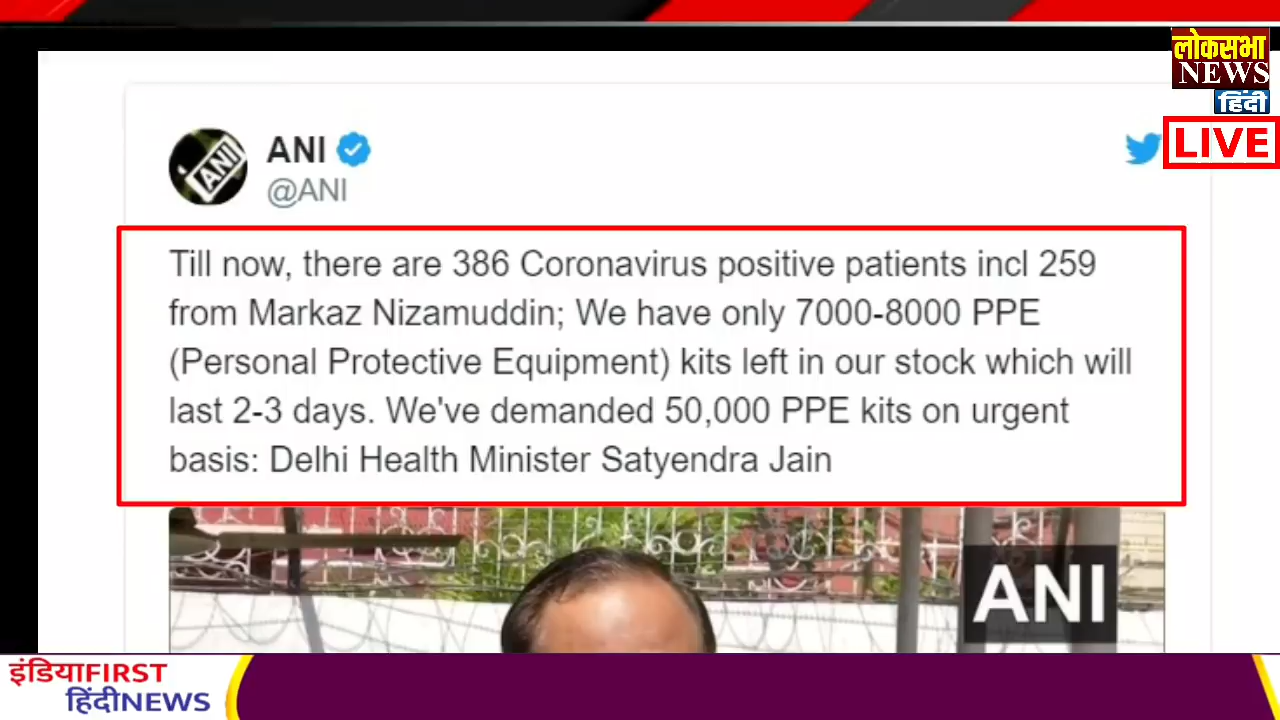 लोकसभा
NEWS
हिंदी
LIVE
ANI
ANI
@ANI
Till now, there are 386 Coronavirus positive patients incl 259
from Markaz Nizamuddin; We have only 7000-8000 PPE
(Personal Protective Equipment) kits left in our stock which will
last 2-3 days. We've demanded 50,000 PPE kits on urgent
basis: Delhi Health Minister Satyendra Jain
ANI
इंडियाFIRST
हिंदीNEWS